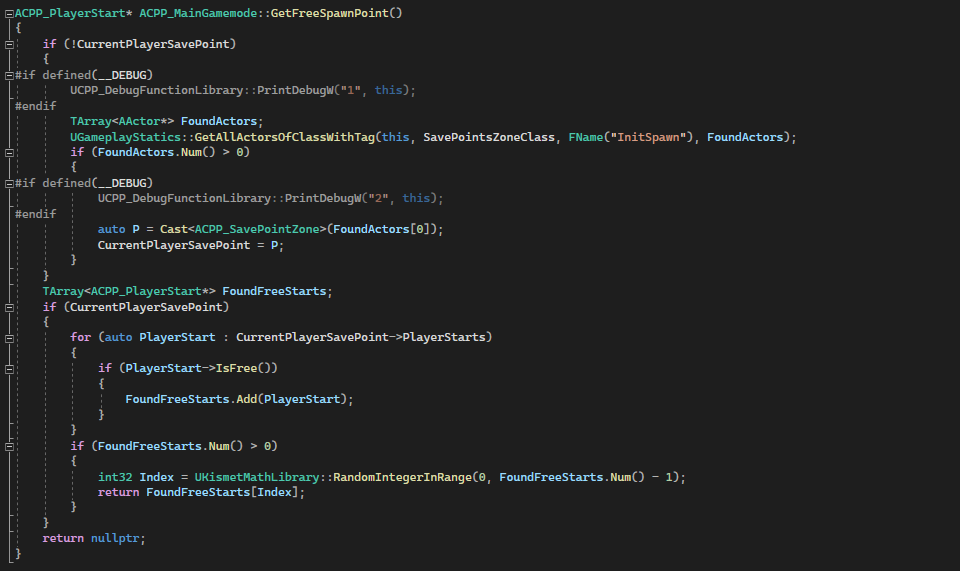 ACPP_PlayerStart* ACPP_MainGamemode::GetFreeSpawnPoint()
{
    if (!CurrentPlayerSavePoint)
    {
#if defined(__DEBUG)
        UCPP_DebugFunctionLibrary::PrintDebugW("1", this);
#endif
        TArray<AActor*> FoundActors;
        UGameplayStatics::GetAllActorsOfClassWithTag(this, SavePointsZoneClass, FName("InitSpawn"), FoundActors);
        if (FoundActors.Num() > 0)
        {
#if defined(__DEBUG)
            UCPP_DebugFunctionLibrary::PrintDebugW("2", this);
#endif
            auto P = Cast<ACPP_SavePointZone>(FoundActors[0]);
            CurrentPlayerSavePoint = P;
        }
    }
    TArray<ACPP_PlayerStart*> FoundFreeStarts;
    if (CurrentPlayerSavePoint)
    {
        for (auto PlayerStart : CurrentPlayerSavePoint->PlayerStarts)
        {
            if (PlayerStart->IsFree())
            {
                FoundFreeStarts.Add(PlayerStart);
            }
        }
        if (FoundFreeStarts.Num() > 0)
        {
            int32 Index = UKismetMathLibrary::RandomIntegerInRange(0, FoundFreeStarts.Num() - 1);
            return FoundFreeStarts[Index];
        }
    }
    return nullptr;
}